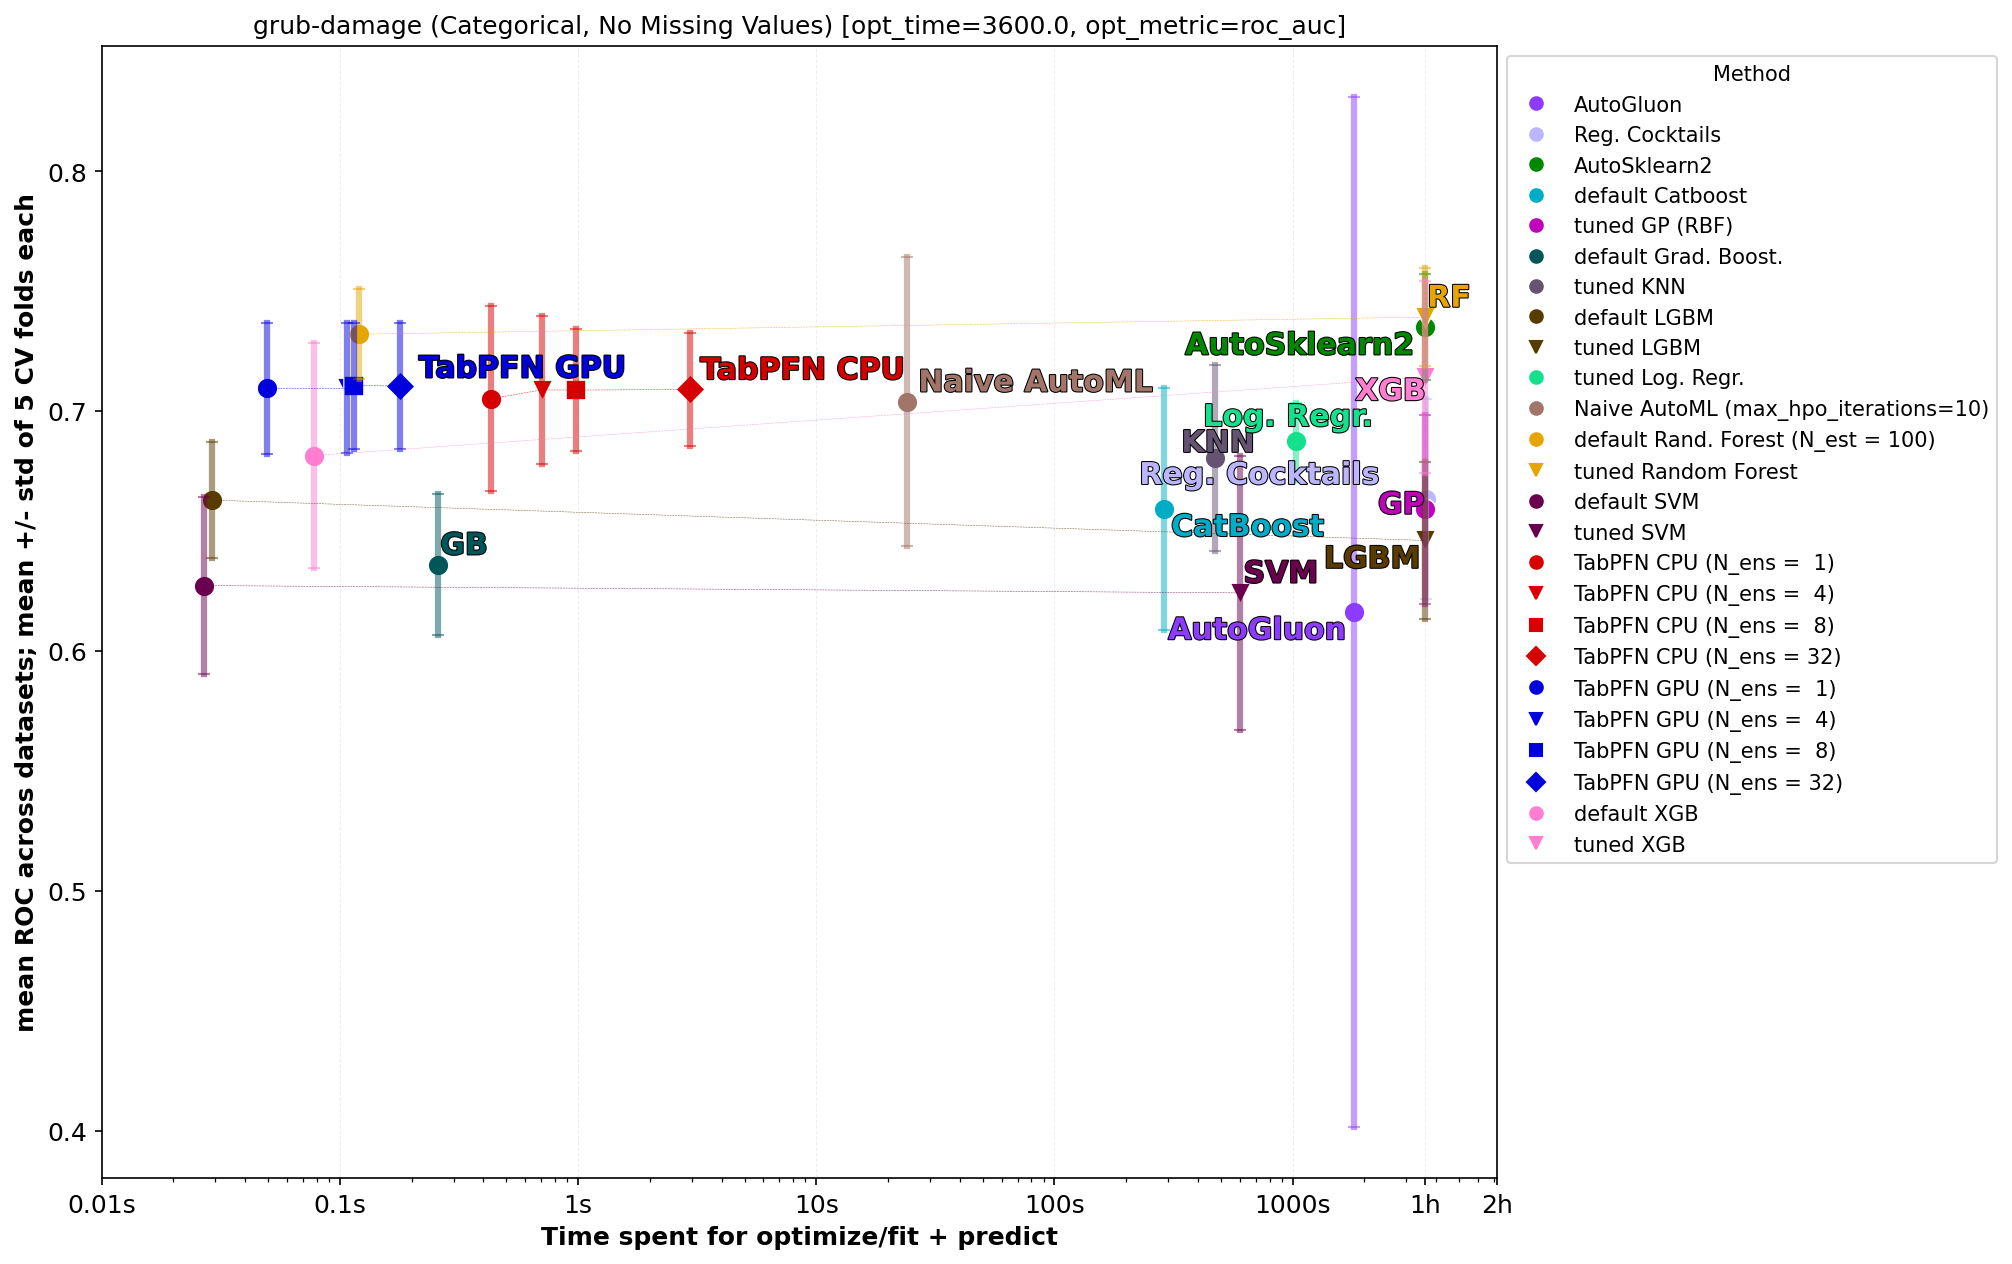 grub-damage (Categorical, No Missing Values) [opt_time=3600.0, opt_metric=roc_auc]
mean ROC across datasets; mean +/- std of 5 CV folds each
0.8
0.7
0.6
0.5
0.4
RF
AutoSklearn2
TabPFN GPU
TabPFN CPU
Naive AutoML
XGB
Log. Regr.
KNN
Reg. Cocktails
GP
CatBoost
GB
LGBM
SVM
AutoGluon
0.01s 0.1s 1s 10s 100s 1000s 1h 2h
Time spent for optimize/fit + predict
Method
AutoGluon
Reg. Cocktails
AutoSklearn2
default Catboost
tuned GP (RBF)
default Grad. Boost.
tuned KNN
default LGBM
tuned LGBM
tuned Log. Regr.
Naive AutoML (max_hpo_iterations=10)
default Rand. Forest (N_est = 100)
tuned Random Forest
default SVM
tuned SVM
TabPFN CPU (N_ens =  1)
TabPFN CPU (N_ens =  4)
TabPFN CPU (N_ens =  8)
TabPFN CPU (N_ens = 32)
TabPFN GPU (N_ens =  1)
TabPFN GPU (N_ens =  4)
TabPFN GPU (N_ens =  8)
TabPFN GPU (N_ens = 32)
default XGB
tuned XGB